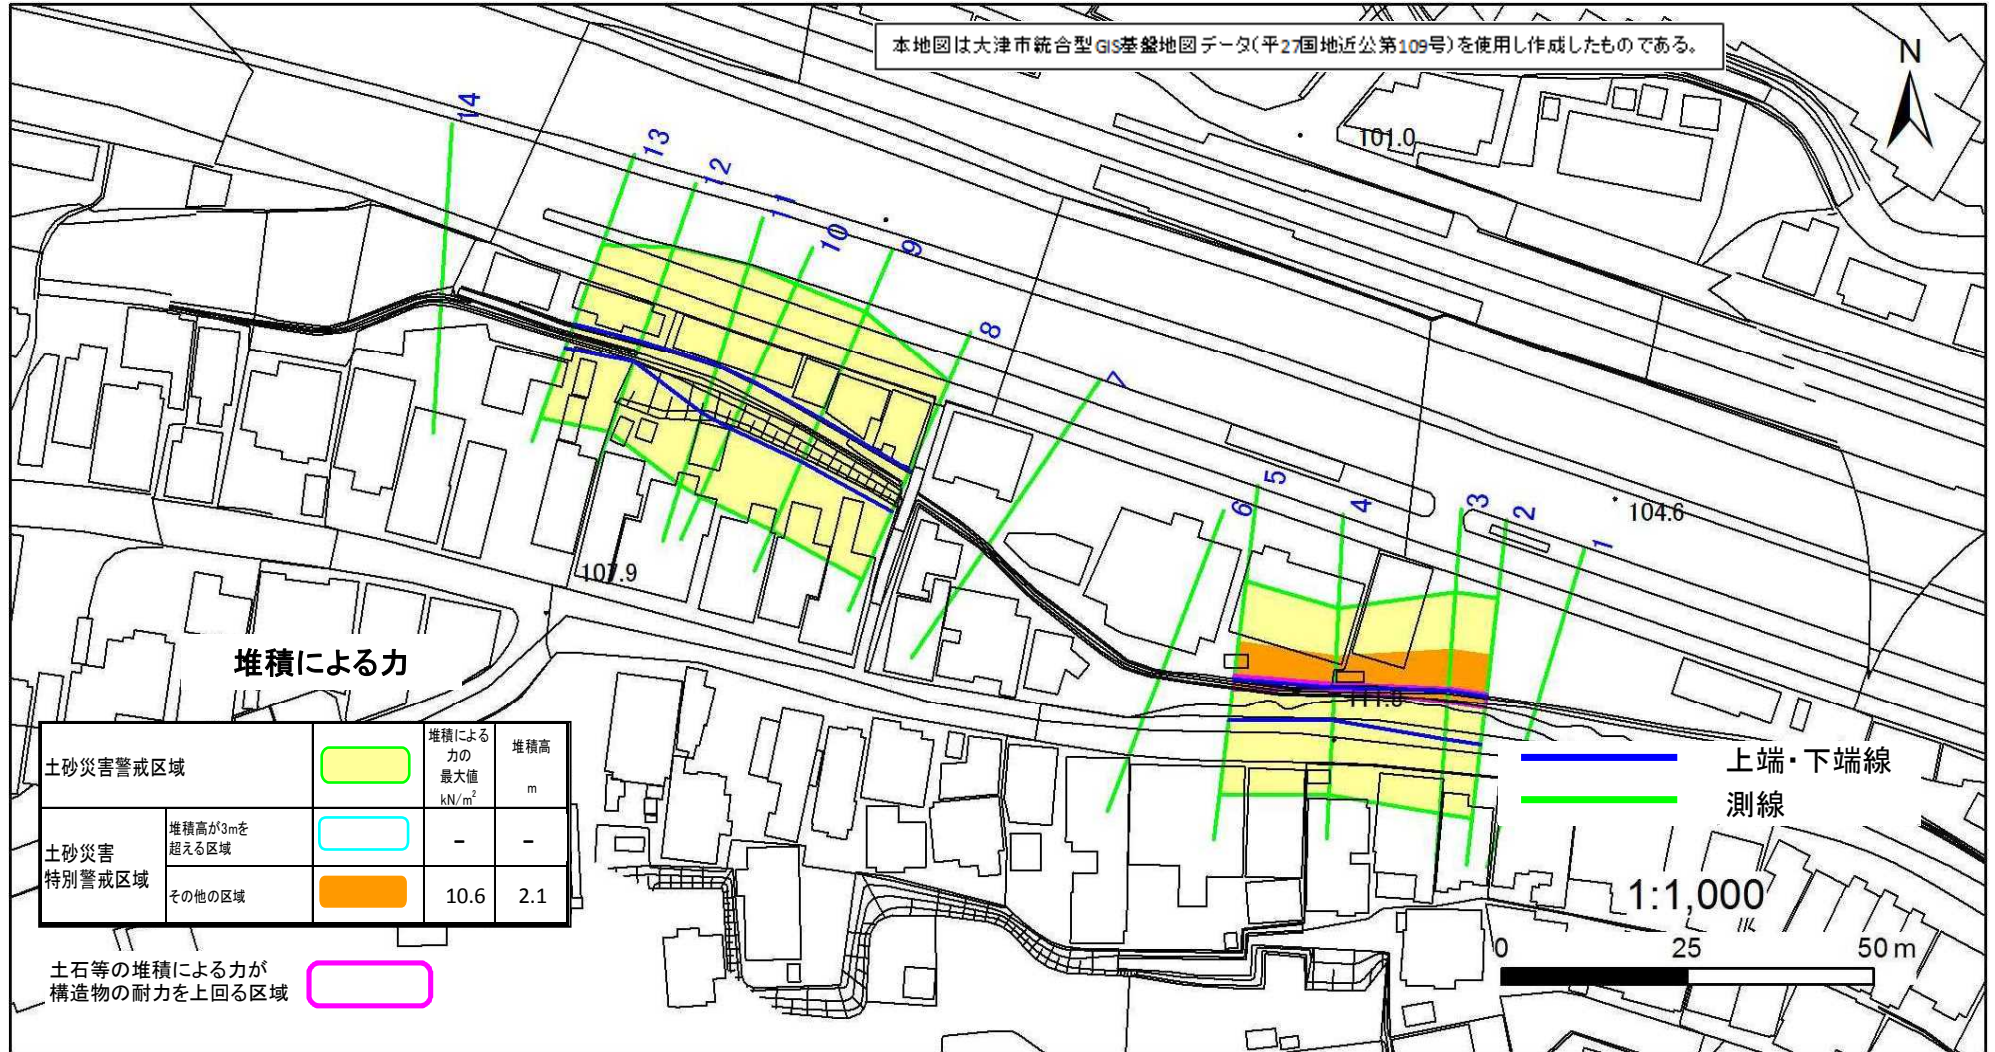 本地図は大津市統合型GIS基盤地図データ(平27国地近公第109号)を使用し作成したものである。
N
101.0
14
13
12
11
10
9
8
7
6
5
4
3
2
1
104.6
107.9
111.8
堆積による力
土砂災害警戒区域
堆積による
力の
最大値
kN/m²
堆積高
m
土砂災害
特別警戒区域
堆積高が3mを
超える区域
-
-
その他の区域
10.6
2.1
土石等の堆積による力が
構造物の耐力を上回る区域
上端・下端線
測線
1:1,000
0
25
50 m